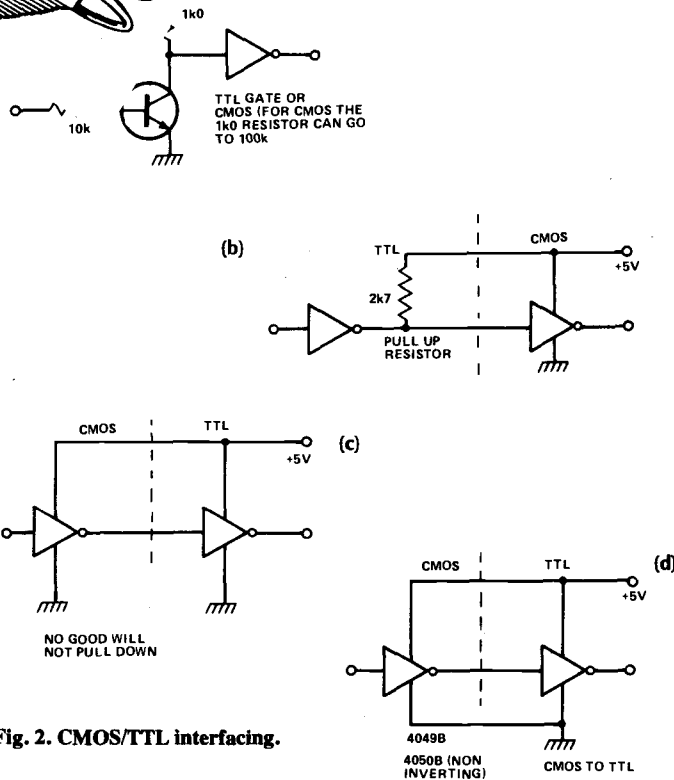 1k0
10k
TTL GATE OR
CMOS (FOR CMOS THE
1k0 RESISTOR CAN GO
TO 100k
(b)
TTL
CMOS
+5V
2k7
PULL UP
RESISTOR
CMOS
TTL
+5V
(c)
NO GOOD WILL
NOT PULL DOWN
CMOS
TTL
(d)
+5V
4049B
4050B (NON
INVERTING)
CMOS TO TTL
Fig. 2. CMOS/TTL interfacing.